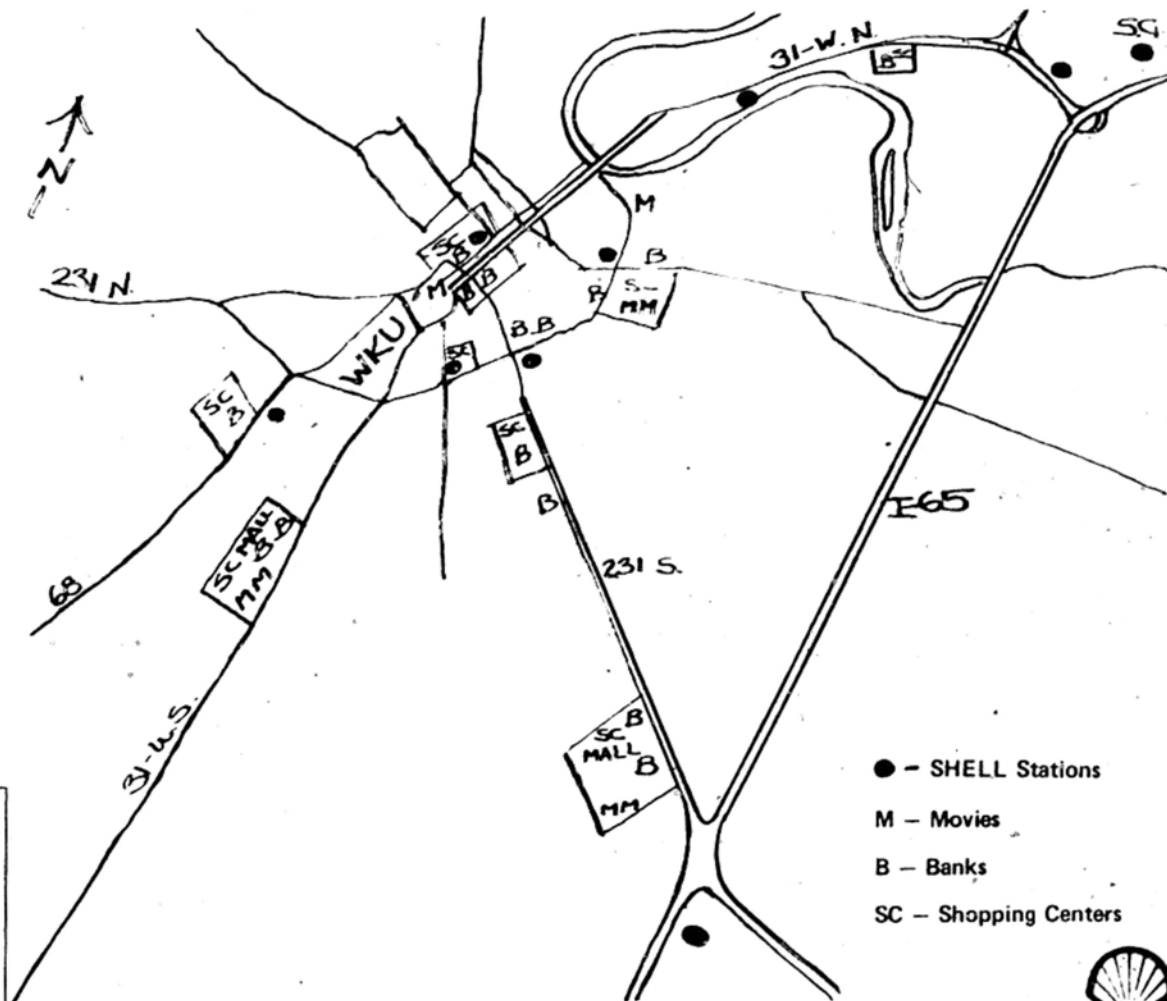 S.C.
31-W. N.
B SC
N
M
SC
B
B
231 N.
M
B
B
B
S
MM
WKU
B.B
SC
SC
B
SC
B
B
I-65
SC MALL
B-B
MM
231 S.
68
31-W.S.
B
SC
MALL
B
MM
- SHELL Stations
M – Movies
B – Banks
SC – Shopping Centers